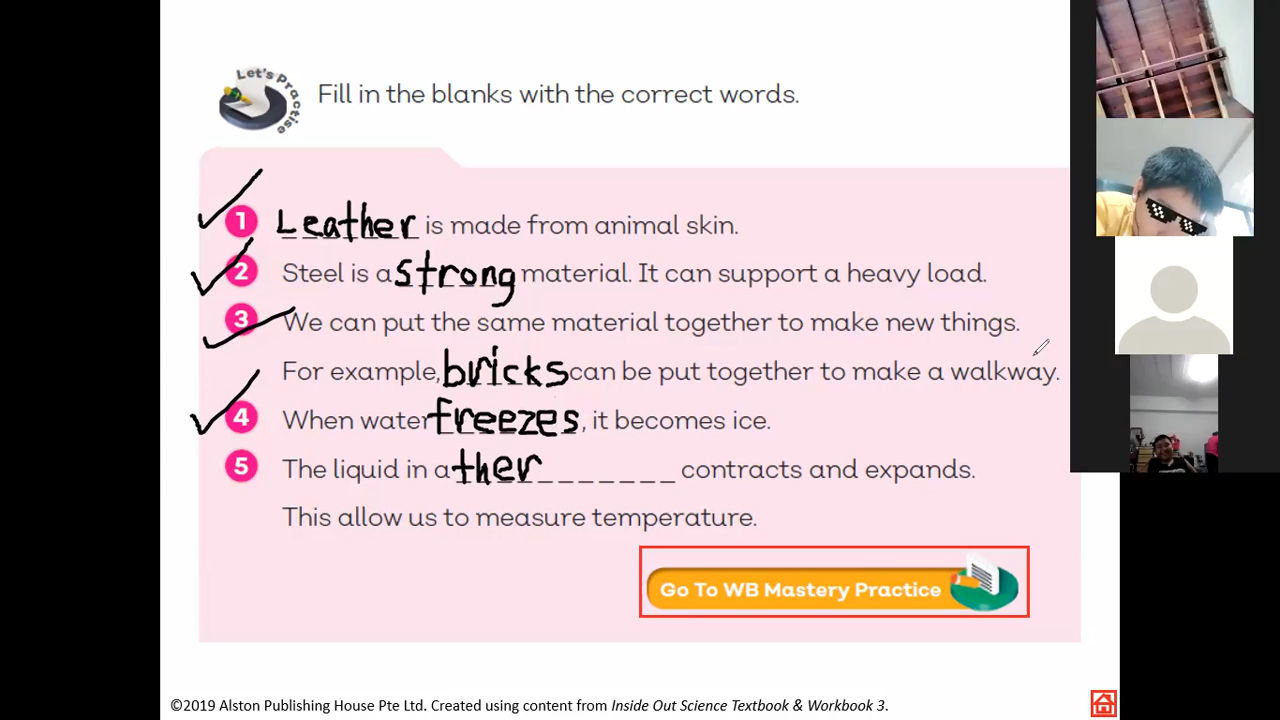 Let's Practise
Fill in the blanks with the correct words.
1 Leather is made from animal skin.
2 Steel is a strong material. It can support a heavy load.
3 We can put the same material together to make new things.
For example, bricks can be put together to make a walkway.
4 When water freezes, it becomes ice.
5 The liquid in a ther_______ contracts and expands.
This allow us to measure temperature.
Go To WB Mastery Practice
©2019 Alston Publishing House Pte Ltd. Created using content from Inside Out Science Textbook & Workbook 3.